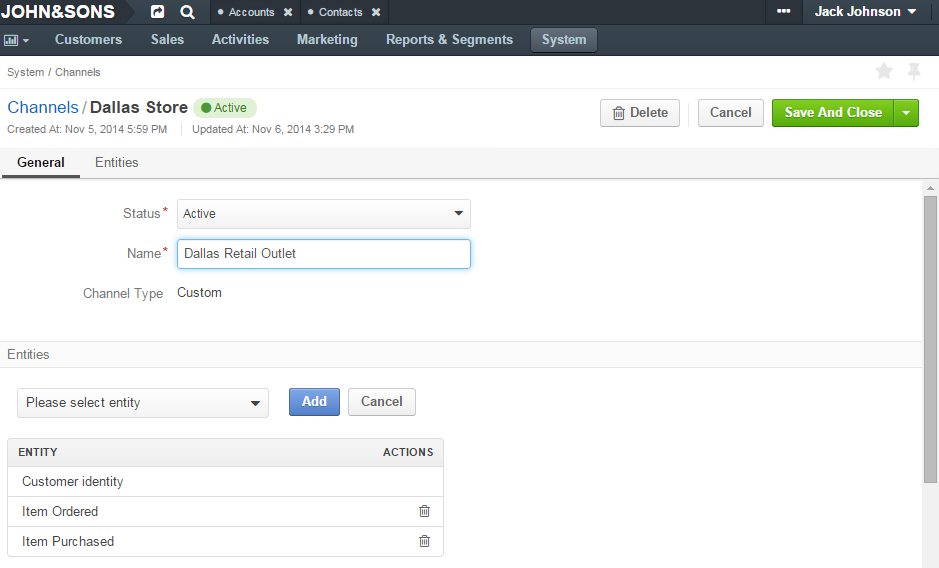 JOHN&SONS Accounts Contacts Jack Johnson
Customers Sales Activities Marketing Reports & Segments System
System / Channels
Channels / Dallas Store Active Delete Cancel Save And Close
Created At: Nov 5, 2014 5:59 PM Updated At: Nov 6, 2014 3:29 PM
General Entities
Status* Active
Name* Dallas Retail Outlet
Channel Type Custom
Entities
Please select entity Add Cancel
ENTITY ACTIONS
Customer identity
Item Ordered
Item Purchased